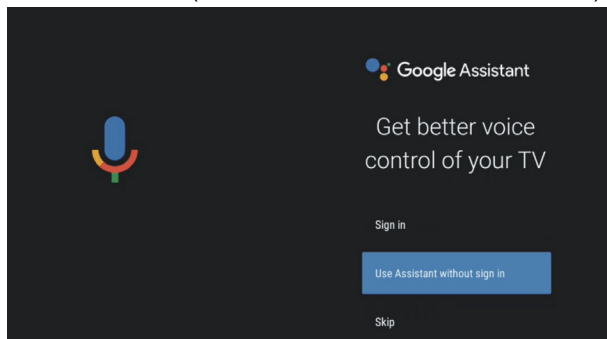 Google Assistant
Get better voice
control of your TV
Sign in
Use Assistant without sign in
Skip